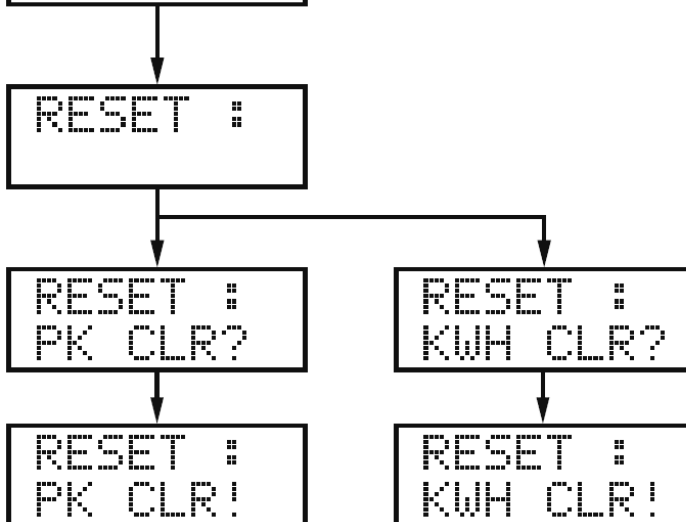 RESET :
RESET :
PK CLR?
RESET :
KWH CLR?
RESET :
PK CLR!
RESET :
KWH CLR!